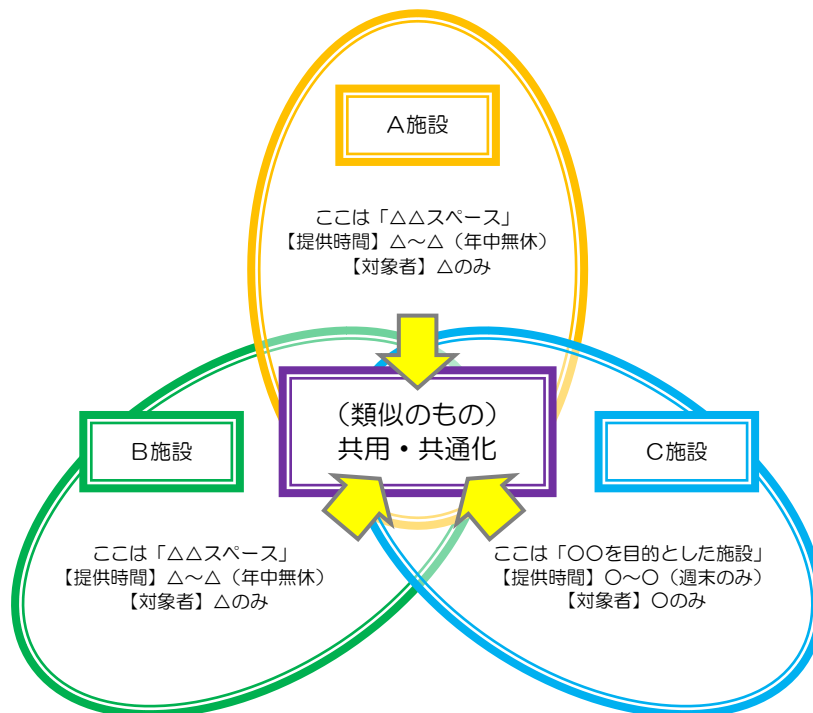 A施設
ここは「△△スペース」
【提供時間】△～△（年中無休）
【対象者】△のみ
（類似のもの）
共用・共通化
B施設
ここは「△△スペース」
【提供時間】△～△（年中無休）
【対象者】△のみ
C施設
ここは「〇〇を目的とした施設」
【提供時間】〇～〇（週末のみ）
【対象者】〇のみ